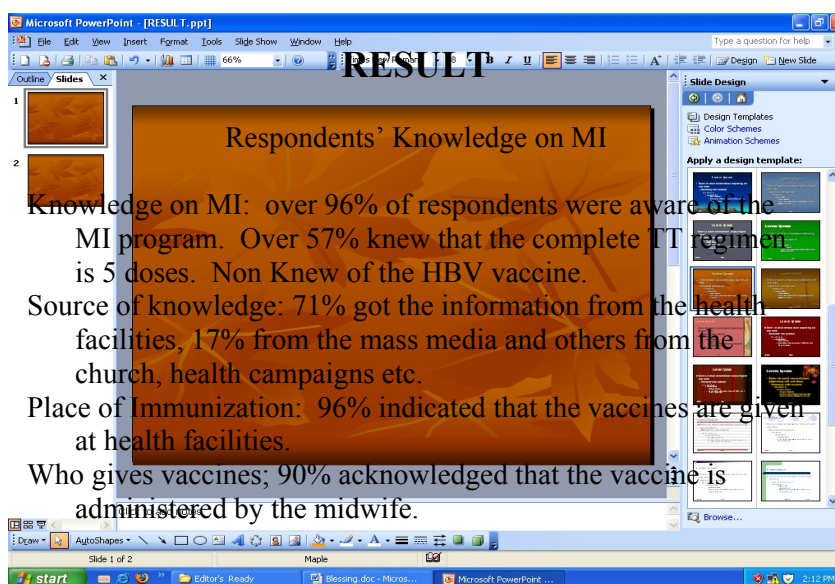 Microsoft PowerPoint - [RESULT.ppt]
File Edit View Insert Format Tools Slide Show Window Help
Type a question for help
66%
B I U
Design New Slide
RESULT
Outline Slides
Slide Design
1
2
Design Templates
Color Schemes
Animation Schemes
Apply a design template:
Respondents’ Knowledge on MI
Knowledge on MI: over 96% of respondents were aware of the
MI program. Over 57% knew that the complete TT regimen
is 5 doses. Non Knew of the HBV vaccine.
Source of knowledge: 71% got the information from the health
facilities, 17% from the mass media and others from the
church, health campaigns etc.
Place of Immunization: 96% indicated that the vaccines are given
at health facilities.
Who gives vaccines; 90% acknowledged that the vaccine is
administered by the midwife.
Browse...
Draw AutoShapes
Slide 1 of 2 Maple
start Editor's Ready Blessing.doc - Micros... Microsoft PowerPoint ... 2:12 PM